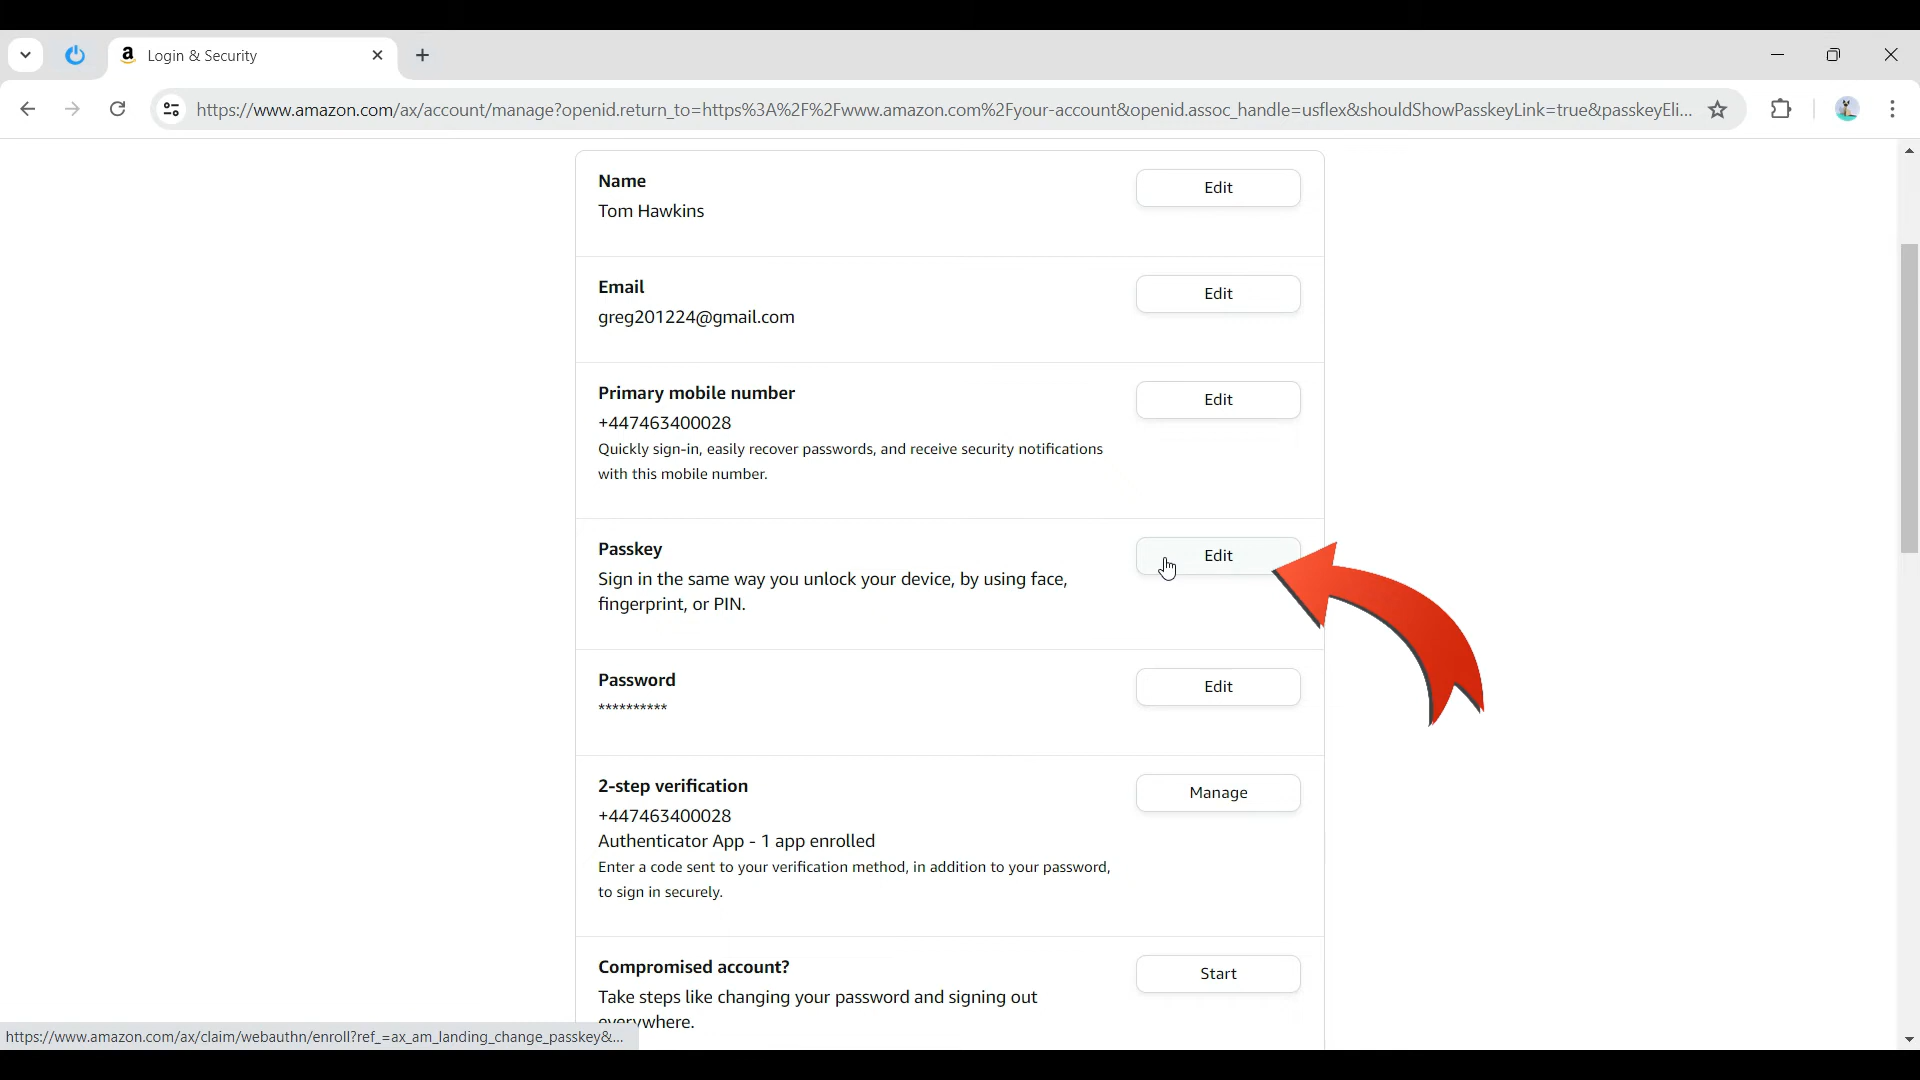 Login & Security
https://www.amazon.com/ax/account/manage?openid.return_to=https%3A%2F%2Fwww.amazon.com%2Fyour-account&openid.assoc_handle=usflex&shouldShowPasskeyLink=true&passkeyEli...
Name
Edit
Tom Hawkins
Email
Edit
greg201224@gmail.com
Primary mobile number
Edit
+447463400028
Quickly sign-in, easily recover passwords, and receive security notifications
with this mobile number.
Passkey
Edit
Sign in the same way you unlock your device, by using face,
fingerprint, or PIN.
Password
Edit
**********
2-step verification
Manage
+447463400028
Authenticator App - 1 app enrolled
Enter a code sent to your verification method, in addition to your password,
to sign in securely.
Compromised account?
Start
Take steps like changing your password and signing out
everywhere.
https://www.amazon.com/ax/claim/webauthn/enroll?ref_=ax_am_landing_change_passkey&...